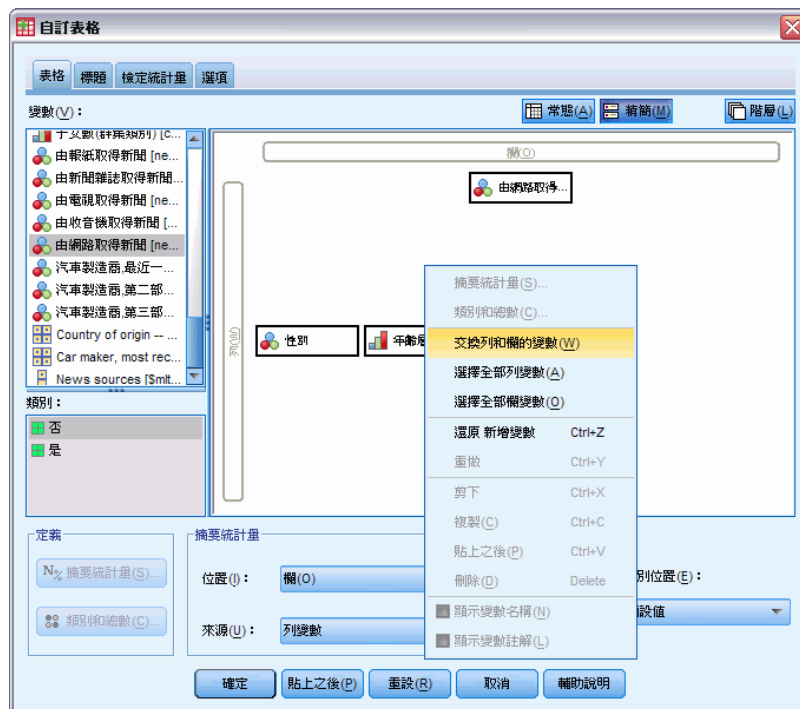 自訂表格
表格 標題 檢定統計量 選項
變數(V)：
常態(A) 精簡(M) 階層(L)
子女數(群集類別) [c...
由報紙取得新聞 [ne...
由新聞雜誌取得新聞...
由電視取得新聞 [ne...
由收音機取得新聞 [...
由網路取得新聞 [ne...
汽車製造商,最近一...
汽車製造商,第二部...
汽車製造商,第三部...
Country of origin -- ...
Car maker, most rec...
News sources [$mlt...
欄(O)
由網路取得...
列(W)
性別
年齡層
摘要統計量(S)...
類別和總數(C)...
交換列和欄的變數(W)
選擇全部列變數(A)
選擇全部欄變數(O)
還原 新增變數 Ctrl+Z
重做 Ctrl+Y
剪下 Ctrl+X
複製(C) Ctrl+C
貼上之後(P) Ctrl+V
刪除(D) Delete
顯示變數名稱(N)
顯示變數註解(L)
類別：
否
是
定義
N% 摘要統計量(S)...
類別和總數(C)...
摘要統計量
位置(I)： 欄(O)
來源(U)： 列變數
別位置(E)：
設值
確定 貼上之後(P) 重設(R) 取消 輔助說明